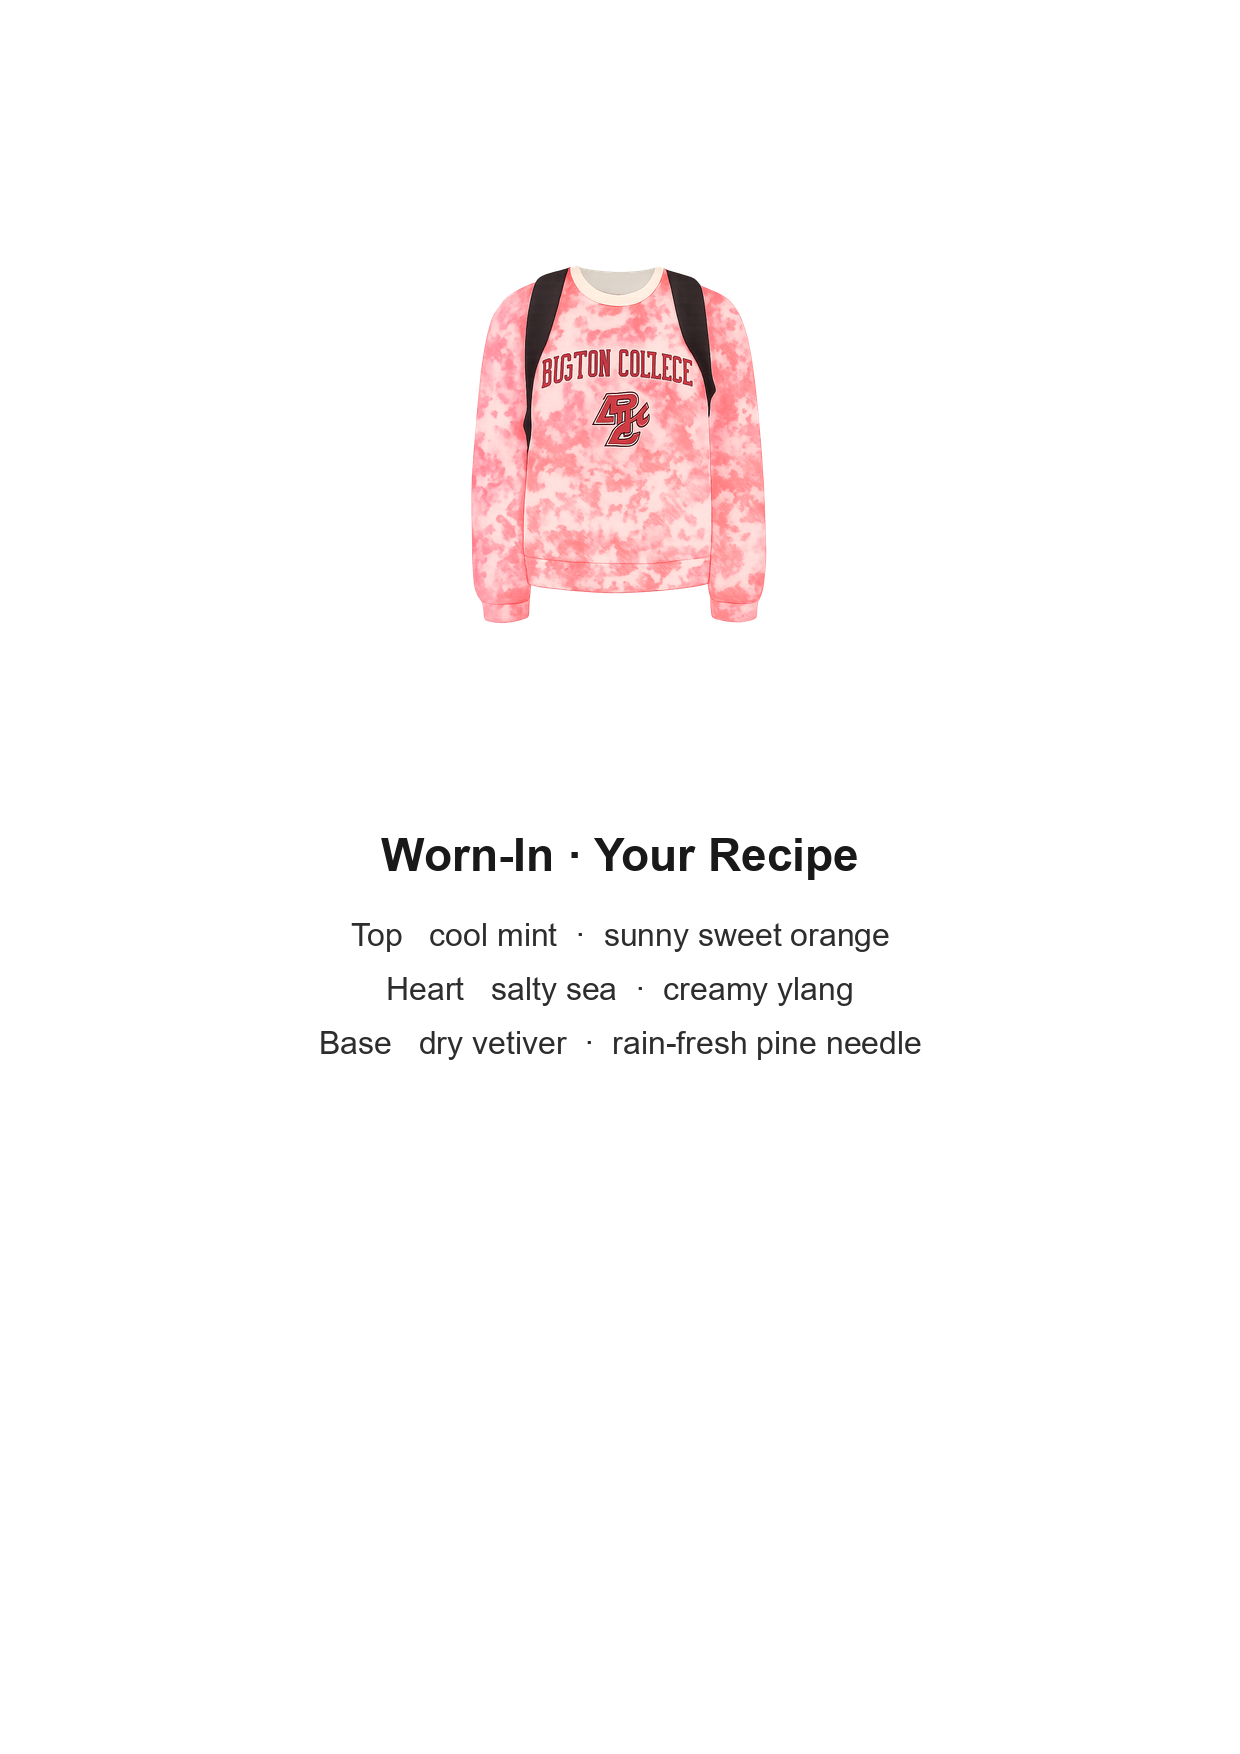 BUGTON COLLECE
Worn-In · Your Recipe
Top cool mint · sunny sweet orange
Heart salty sea · creamy ylang
Base dry vetiver · rain-fresh pine needle